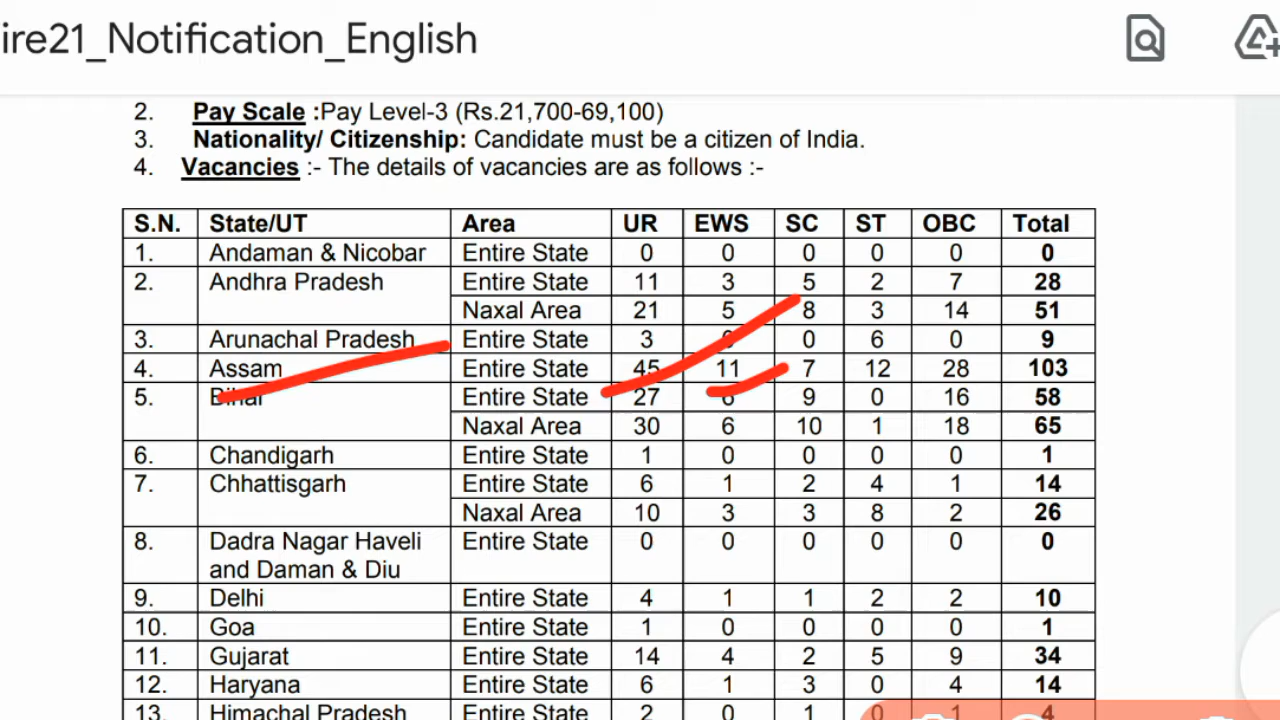 ire21_Notification_English
2. Pay Scale :Pay Level-3 (Rs.21,700-69,100)
3. Nationality/ Citizenship: Candidate must be a citizen of India.
4. Vacancies :- The details of vacancies are as follows :-
S.N. State/UT Area UR EWS SC ST OBC Total
1. Andaman & Nicobar Entire State 0 0 0 0 0 0
2. Andhra Pradesh Entire State 11 3 5 2 7 28
Naxal Area 21 5 8 3 14 51
3. Arunachal Pradesh Entire State 3 0 0 6 0 9
4. Assam Entire State 45 11 7 12 28 103
5. Bihar Entire State 27 6 9 0 16 58
Naxal Area 30 6 10 1 18 65
6. Chandigarh Entire State 1 0 0 0 0 1
7. Chhattisgarh Entire State 6 1 2 4 1 14
Naxal Area 10 3 3 8 2 26
8. Dadra Nagar Haveli Entire State 0 0 0 0 0 0
and Daman & Diu
9. Delhi Entire State 4 1 1 2 2 10
10. Goa Entire State 1 0 0 0 0 1
11. Gujarat Entire State 14 4 2 5 9 34
12. Haryana Entire State 6 1 3 0 4 14
13. Himachal Pradesh Entire State 2 0 1 0 1 4